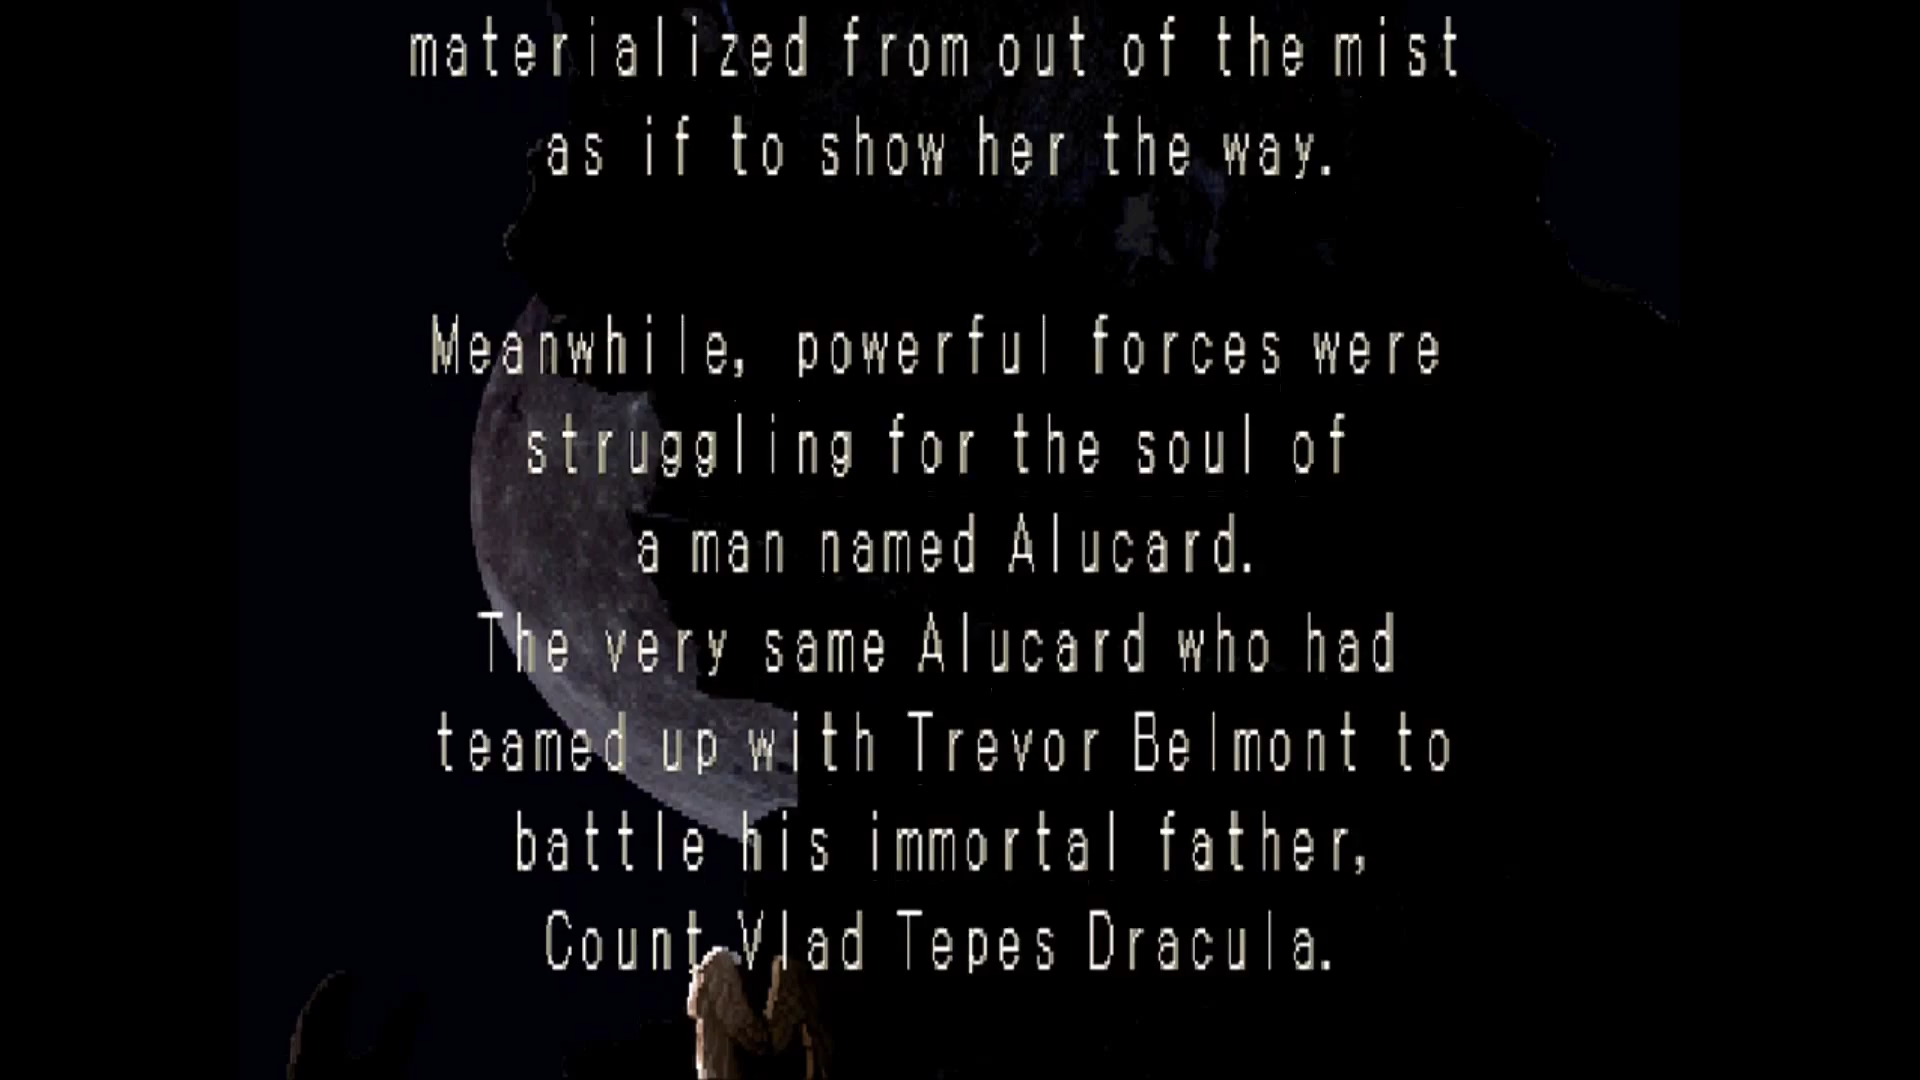 materialized from out of the mist
as if to show her the way.
Meanwhile, powerful forces were
struggling for the soul of
a man named Alucard.
The very same Alucard who had
teamed up with Trevor Belmont to
battle his immortal father,
Count Vlad Tepes Dracula.